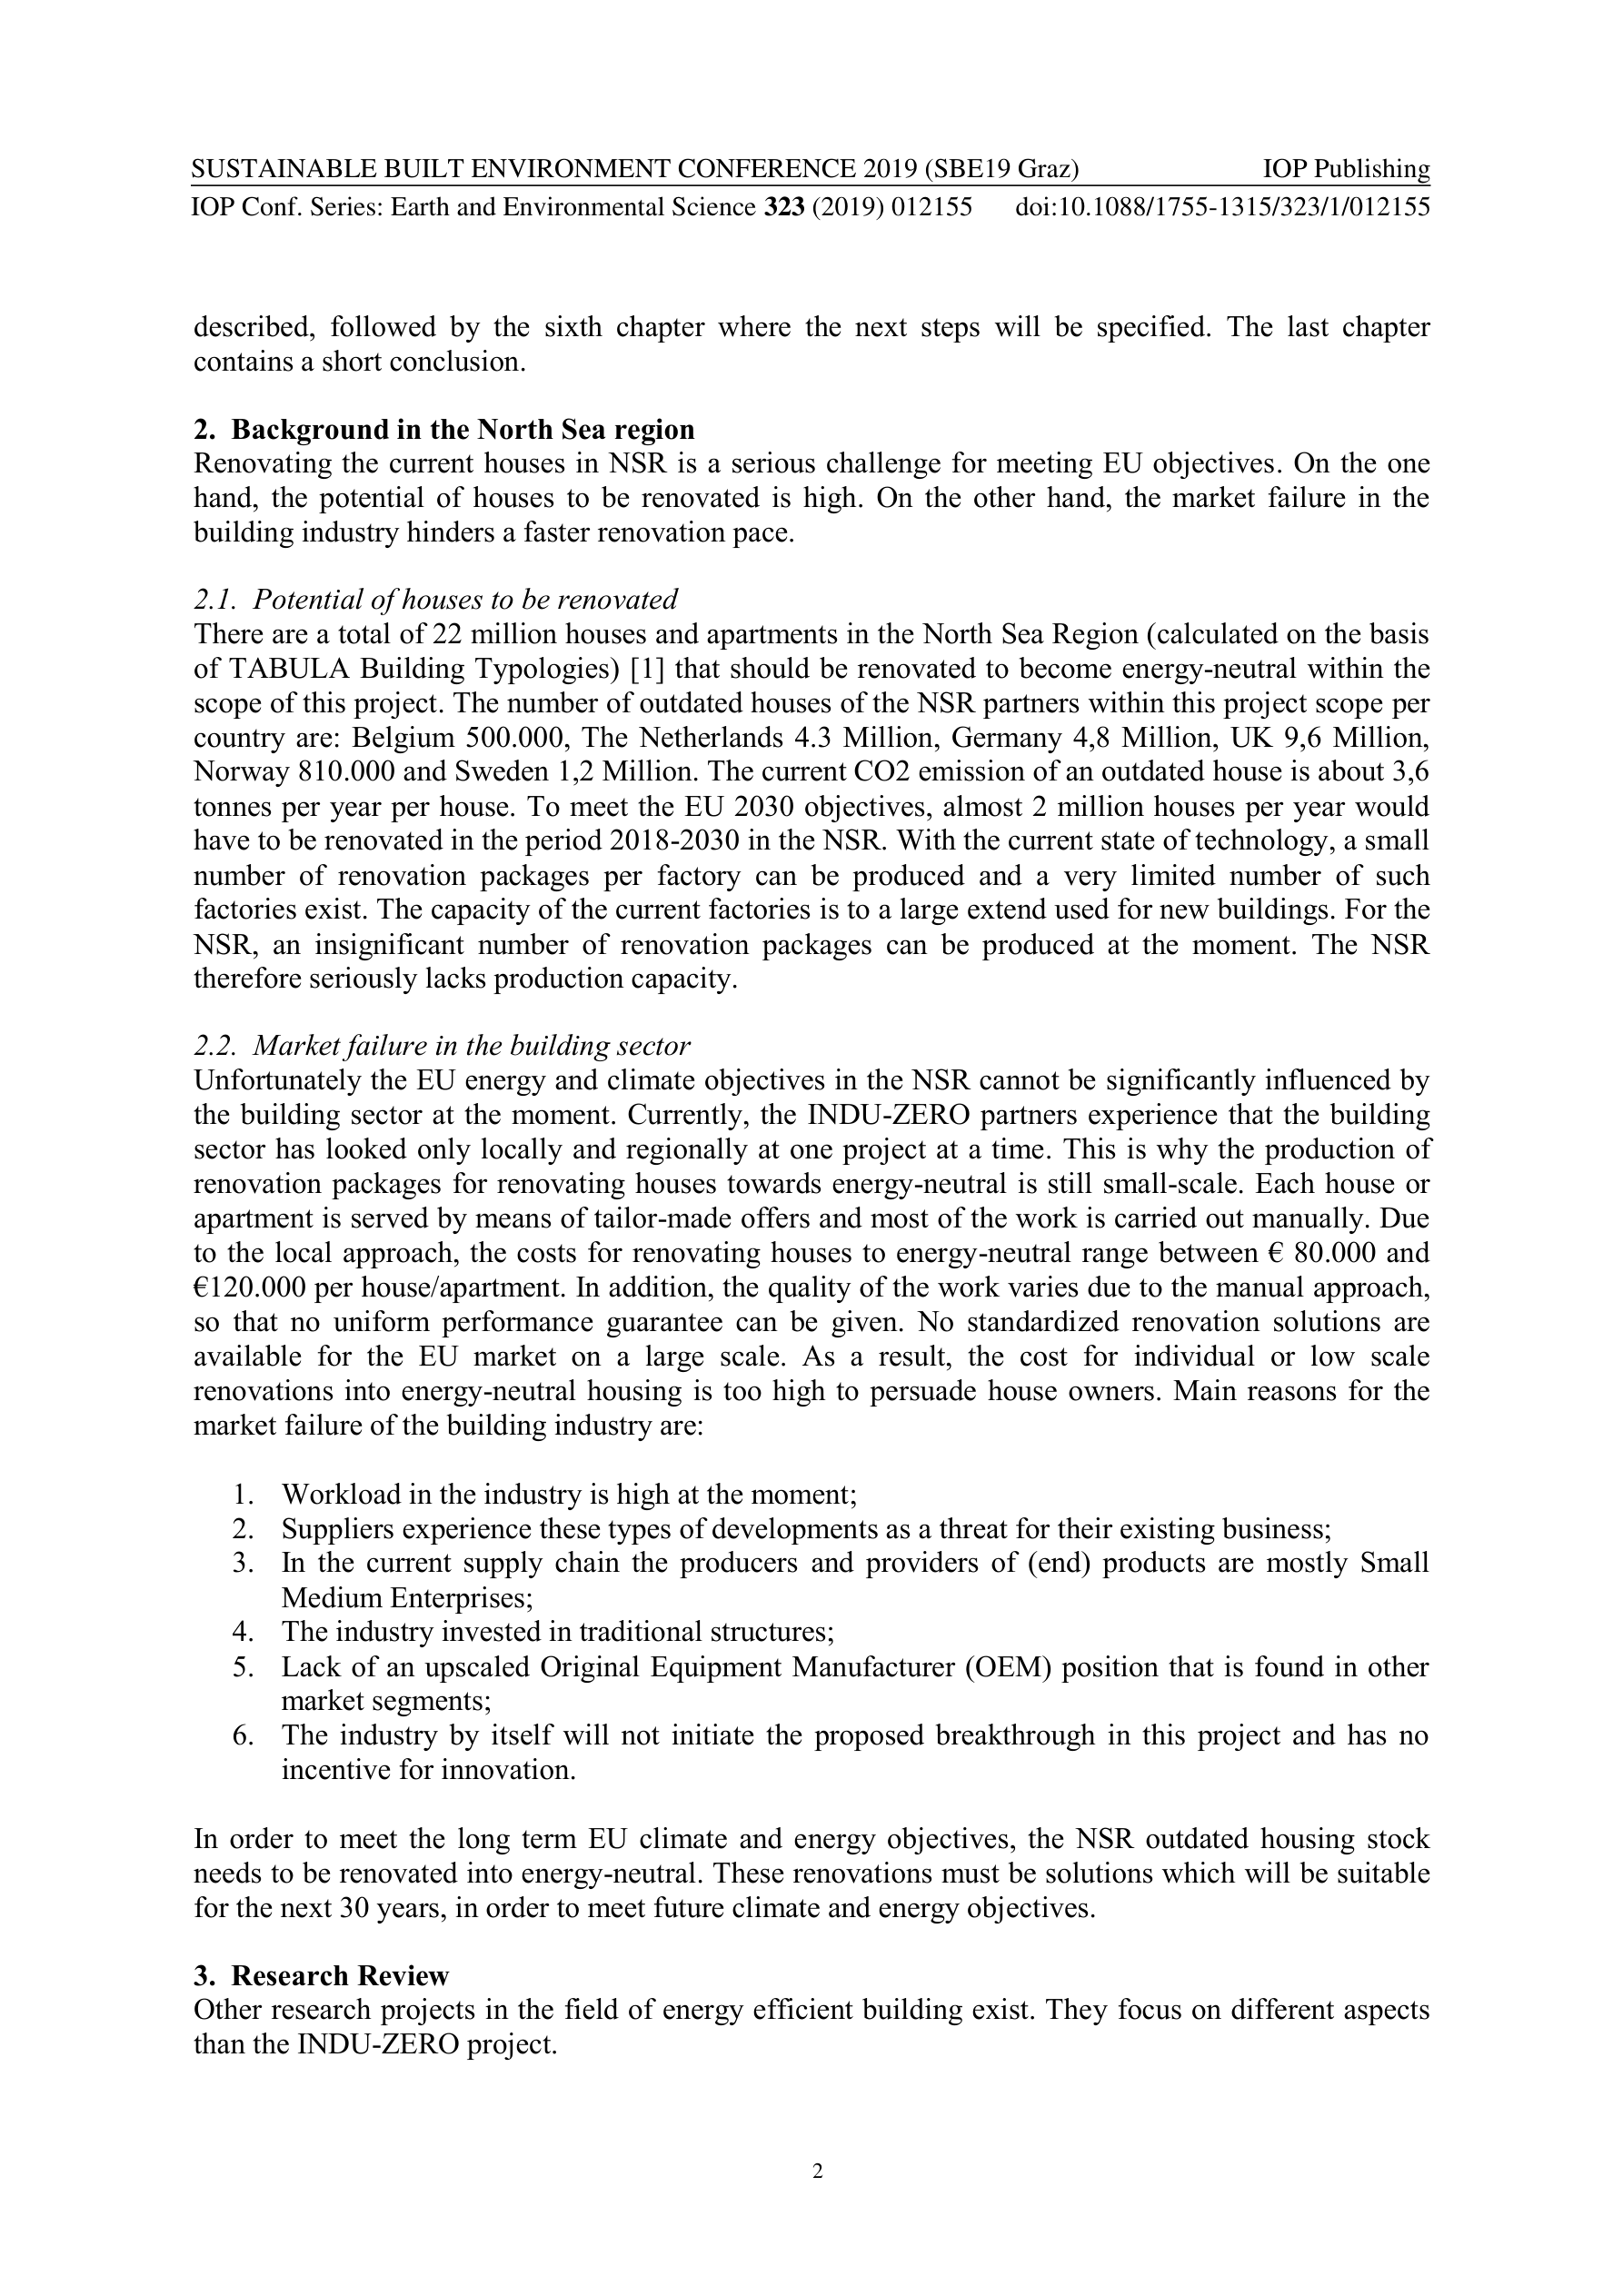 SUSTAINABLE BUILT ENVIRONMENT CONFERENCE 2019 (SBE19 Graz) IOP Publishing
IOP Conf. Series: Earth and Environmental Science 323 (2019) 012155 doi:10.1088/1755-1315/323/1/012155
described, followed by the sixth chapter where the next steps will be specified. The last chapter
contains a short conclusion.
2. Background in the North Sea region
Renovating the current houses in NSR is a serious challenge for meeting EU objectives. On the one
hand, the potential of houses to be renovated is high. On the other hand, the market failure in the
building industry hinders a faster renovation pace.
2.1. Potential of houses to be renovated
There are a total of 22 million houses and apartments in the North Sea Region (calculated on the basis
of TABULA Building Typologies) [1] that should be renovated to become energy-neutral within the
scope of this project. The number of outdated houses of the NSR partners within this project scope per
country are: Belgium 500.000, The Netherlands 4.3 Million, Germany 4,8 Million, UK 9,6 Million,
Norway 810.000 and Sweden 1,2 Million. The current CO2 emission of an outdated house is about 3,6
tonnes per year per house. To meet the EU 2030 objectives, almost 2 million houses per year would
have to be renovated in the period 2018-2030 in the NSR. With the current state of technology, a small
number of renovation packages per factory can be produced and a very limited number of such
factories exist. The capacity of the current factories is to a large extend used for new buildings. For the
NSR, an insignificant number of renovation packages can be produced at the moment. The NSR
therefore seriously lacks production capacity.
2.2. Market failure in the building sector
Unfortunately the EU energy and climate objectives in the NSR cannot be significantly influenced by
the building sector at the moment. Currently, the INDU-ZERO partners experience that the building
sector has looked only locally and regionally at one project at a time. This is why the production of
renovation packages for renovating houses towards energy-neutral is still small-scale. Each house or
apartment is served by means of tailor-made offers and most of the work is carried out manually. Due
to the local approach, the costs for renovating houses to energy-neutral range between € 80.000 and
€120.000 per house/apartment. In addition, the quality of the work varies due to the manual approach,
so that no uniform performance guarantee can be given. No standardized renovation solutions are
available for the EU market on a large scale. As a result, the cost for individual or low scale
renovations into energy-neutral housing is too high to persuade house owners. Main reasons for the
market failure of the building industry are:
1. Workload in the industry is high at the moment;
2. Suppliers experience these types of developments as a threat for their existing business;
3. In the current supply chain the producers and providers of (end) products are mostly Small
Medium Enterprises;
4. The industry invested in traditional structures;
5. Lack of an upscaled Original Equipment Manufacturer (OEM) position that is found in other
market segments;
6. The industry by itself will not initiate the proposed breakthrough in this project and has no
incentive for innovation.
In order to meet the long term EU climate and energy objectives, the NSR outdated housing stock
needs to be renovated into energy-neutral. These renovations must be solutions which will be suitable
for the next 30 years, in order to meet future climate and energy objectives.
3. Research Review
Other research projects in the field of energy efficient building exist. They focus on different aspects
than the INDU-ZERO project.
2